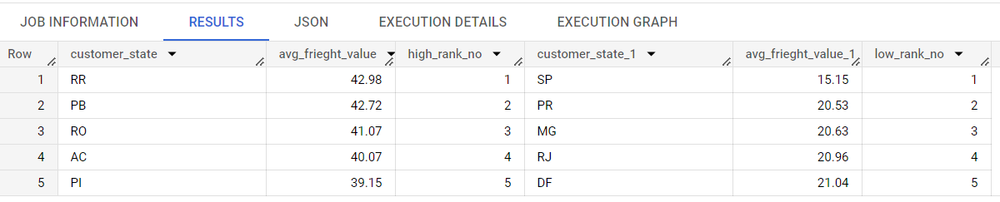 JOB INFORMATION RESULTS JSON EXECUTION DETAILS EXECUTION GRAPH
Row customer_state avg_frieght_value high_rank_no customer_state_1 avg_frieght_value_1 low_rank_no
1 RR 42.98 1 SP 15.15 1
2 PB 42.72 2 PR 20.53 2
3 RO 41.07 3 MG 20.63 3
4 AC 40.07 4 RJ 20.96 4
5 PI 39.15 5 DF 21.04 5